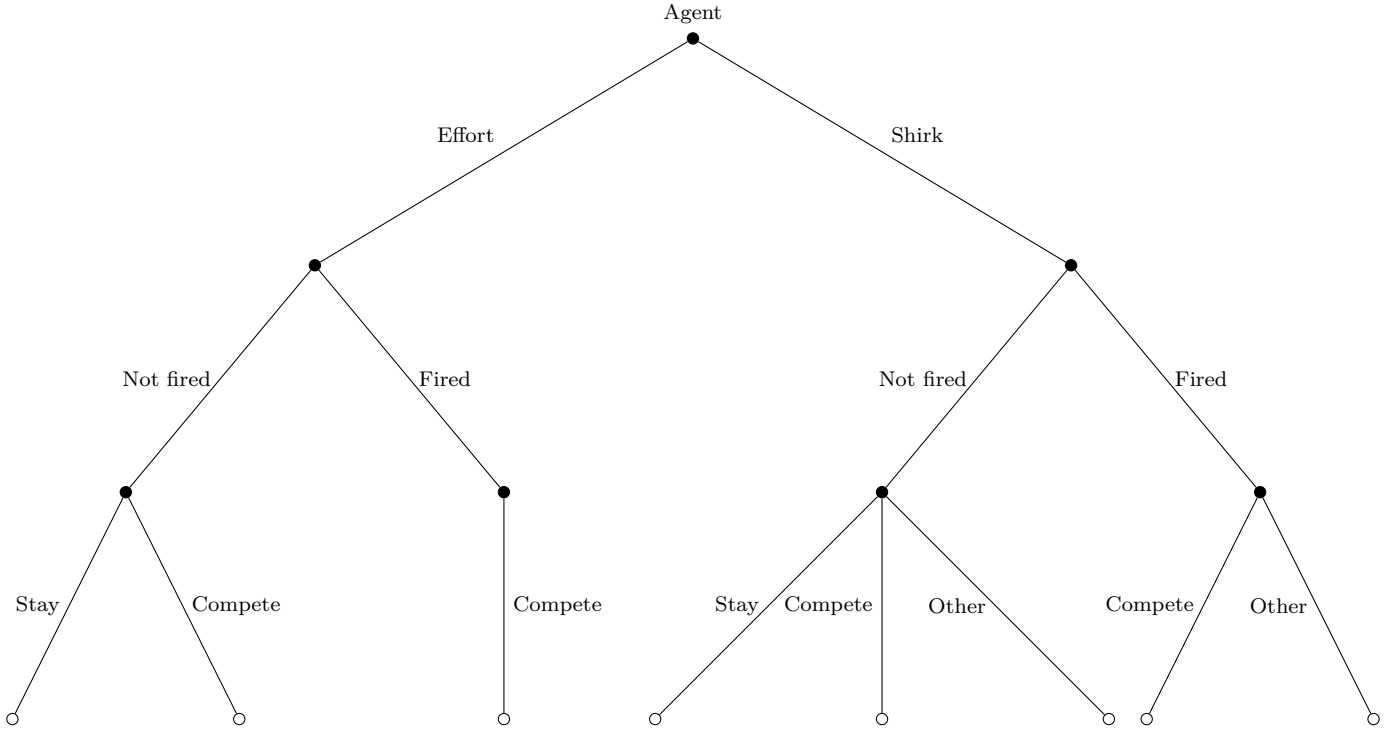 Agent
Effort
Shirk
Not fired
Fired
Not fired
Fired
Stay
Compete
Compete
Stay
Compete
Other
Compete
Other